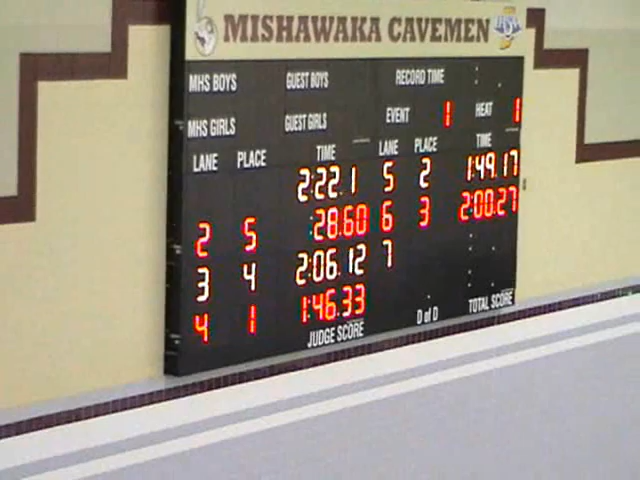 MISHAWAKA CAVEMEN
MHS BOYS GUEST BOYS RECORD TIME
MHS GIRLS GUEST GIRLS EVENT 1 HEAT 1
LANE PLACE TIME LANE PLACE TIME
2:22.1 5 2 1:49.17
2 5 :28.60 6 3 2:00.27
3 4 2:06.12 7
4 1 1:46.33
JUDGE SCORE D of D TOTAL SCORE